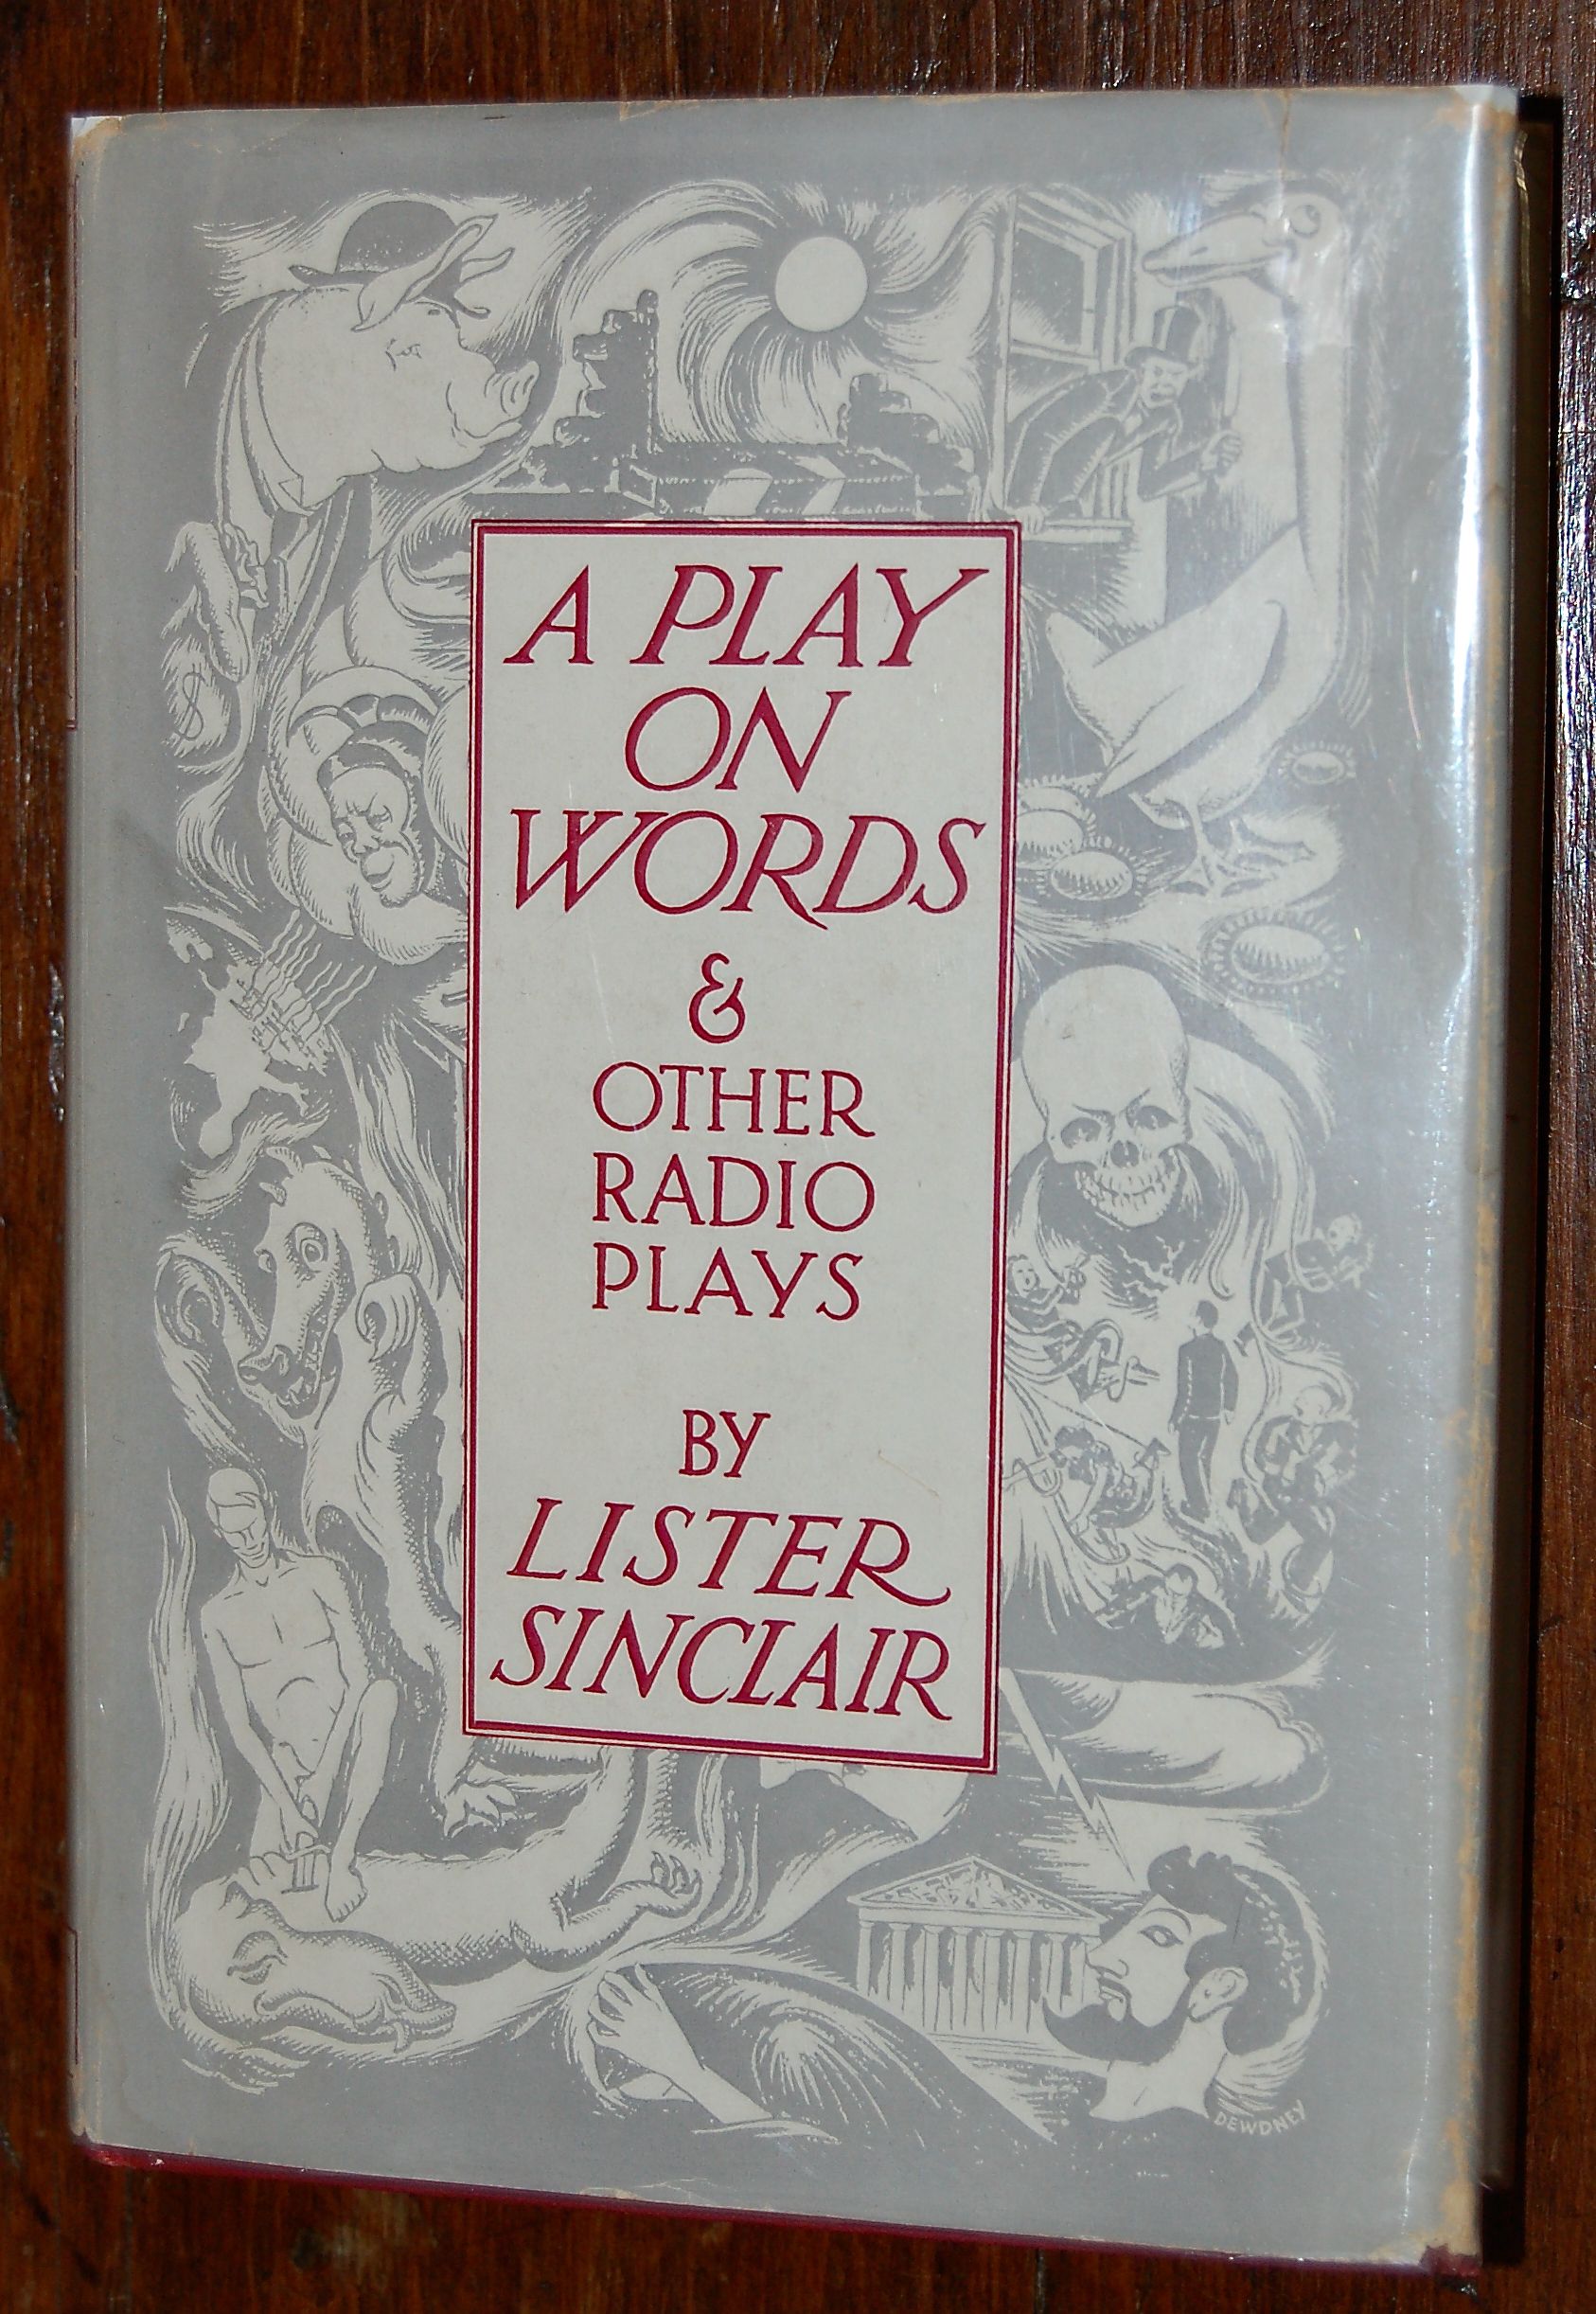 A PLAY
ON
WORDS
&
OTHER
RADIO
PLAYS
BY
LISTER
SINCLAIR
DEWDNEY
$